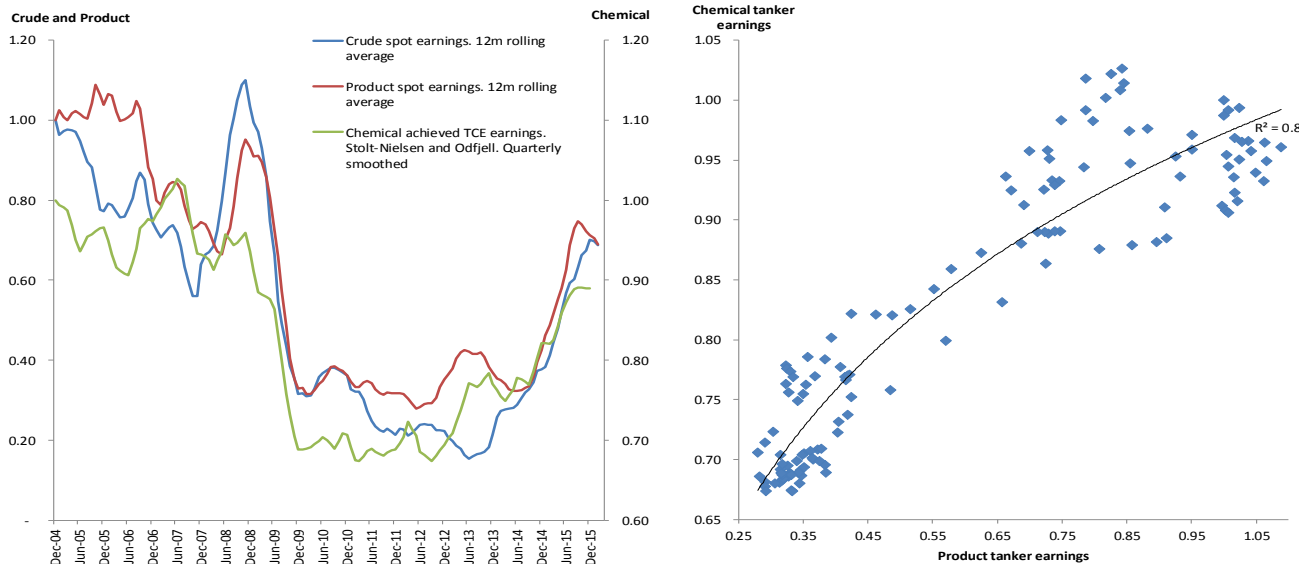 Crude and Product
Chemical
1.20
1.00
0.80
0.60
0.40
0.20
-
Crude spot earnings. 12m rolling
average
Product spot earnings. 12m rolling
average
Chemical achieved TCE earnings.
Stolt-Nielsen and Odfjell. Quarterly
smoothed
1.20
1.10
1.00
0.90
0.80
0.70
0.60
Dec-04
Jun-05
Dec-05
Jun-06
Dec-06
Jun-07
Dec-07
Jun-08
Dec-08
Jun-09
Dec-09
Jun-10
Dec-10
Jun-11
Dec-11
Jun-12
Dec-12
Jun-13
Dec-13
Jun-14
Dec-14
Jun-15
Dec-15
Chemical tanker
earnings
1.05
1.00
0.95
0.90
0.85
0.80
0.75
0.70
0.65
R² = 0.8
0.25
0.35
0.45
0.55
0.65
0.75
0.85
0.95
1.05
Product tanker earnings